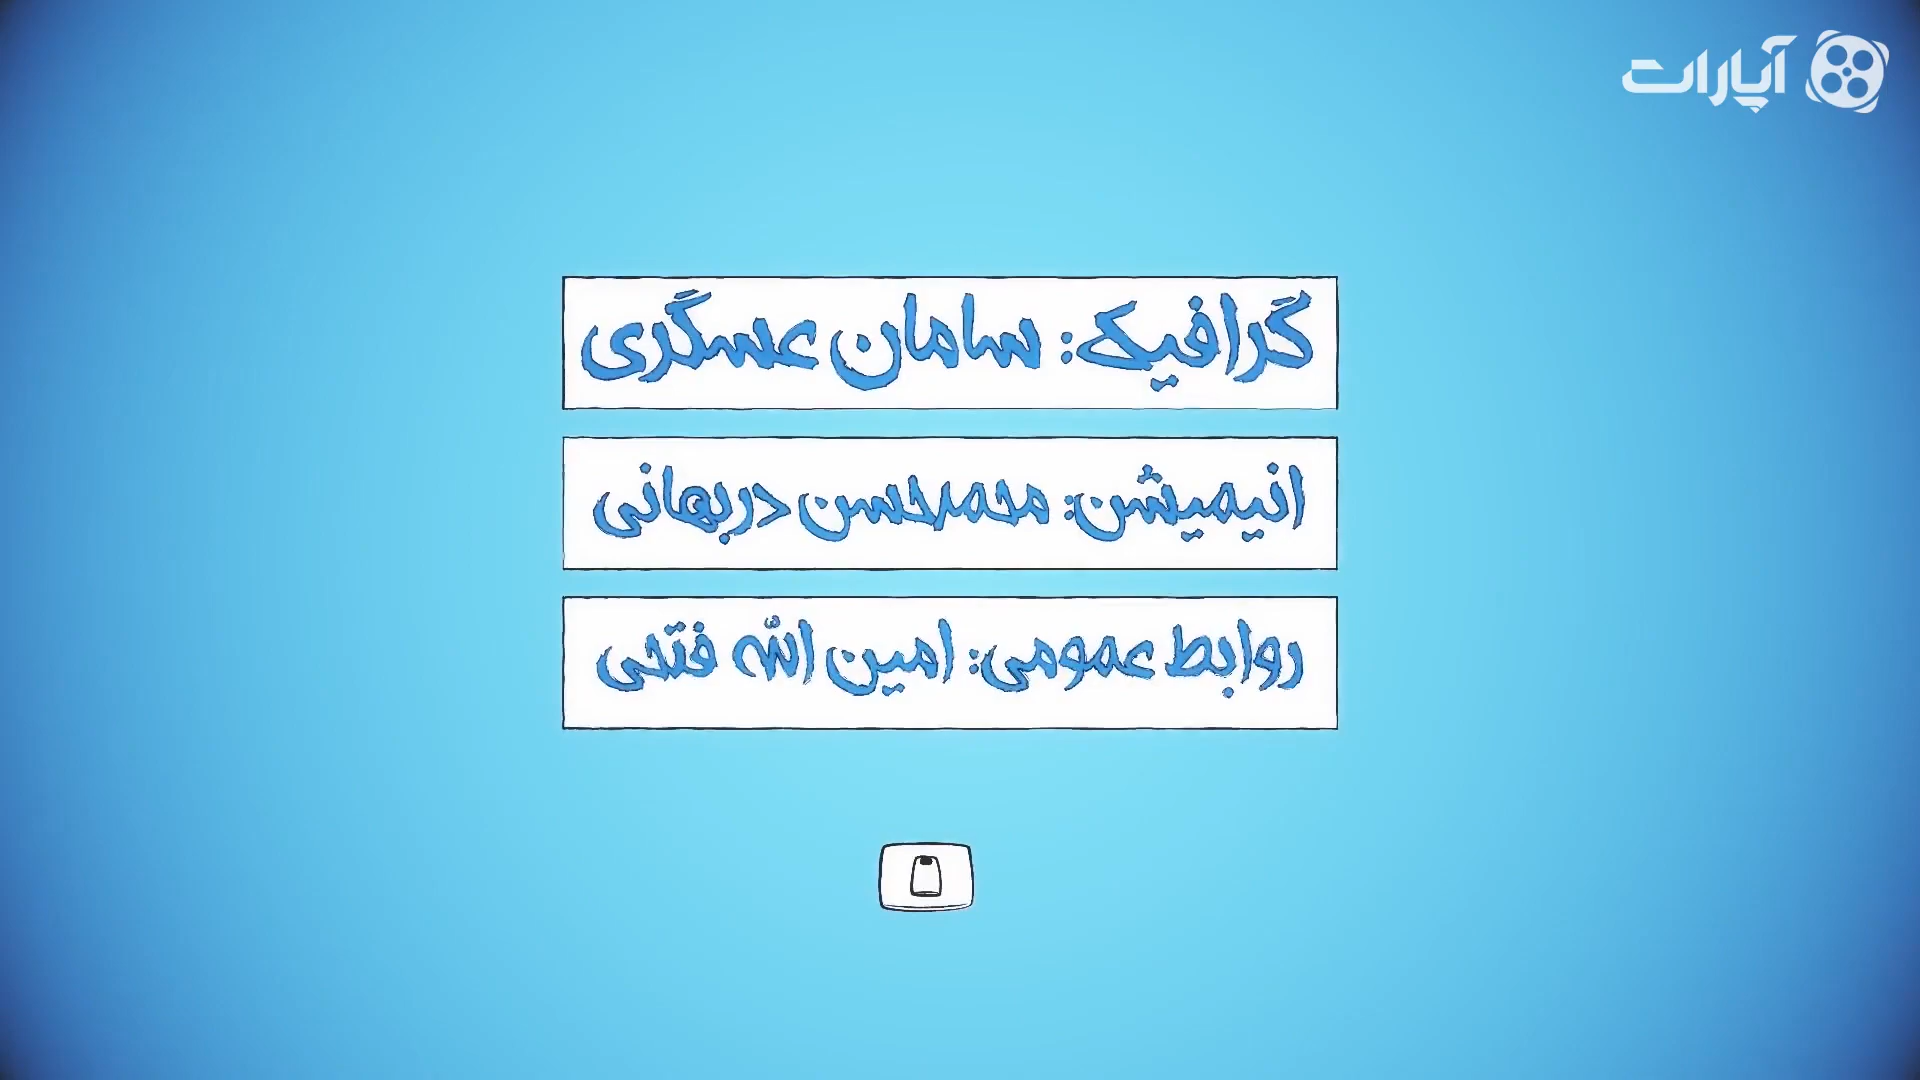 آپارات
گرافیک: سامان عسگری
انیمیشن: محمدحسن دربهانی
روابط عمومی: امین الله فتحی